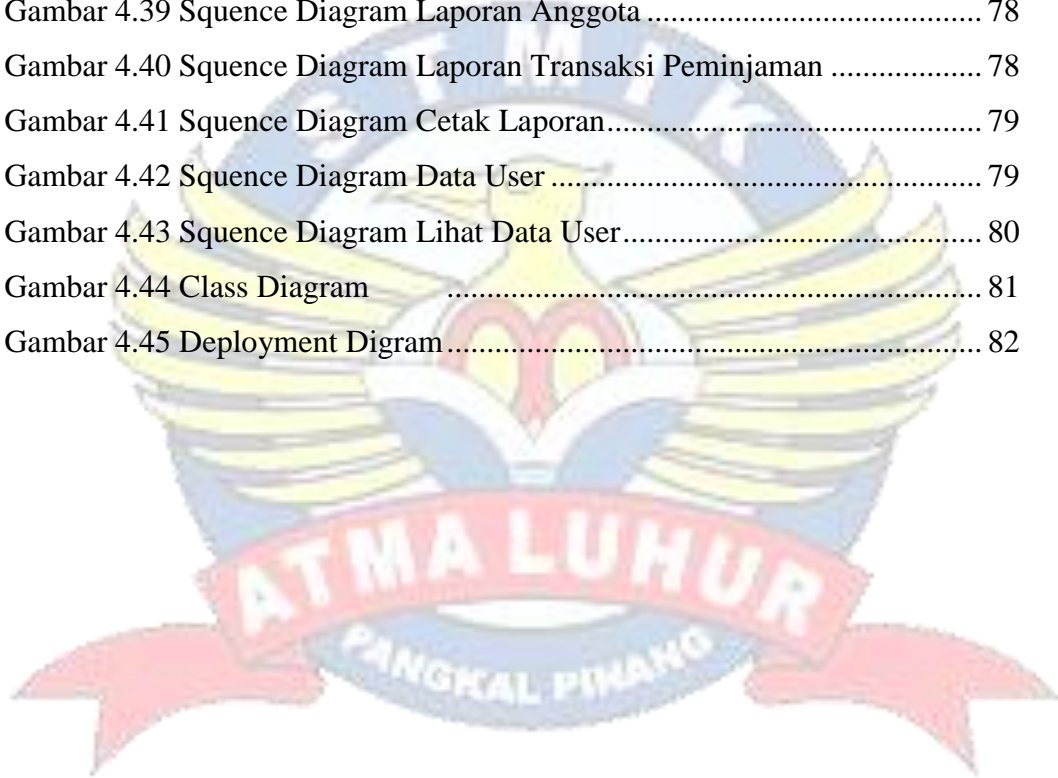 Gambar 4.39 Squence Diagram Laporan Anggota .................................... 78
Gambar 4.40 Squence Diagram Laporan Transaksi Peminjaman ................ 78
Gambar 4.41 Squence Diagram Cetak Laporan......................................... 79
Gambar 4.42 Squence Diagram Data User ............................................... 79
Gambar 4.43 Squence Diagram Lihat Data User....................................... 80
Gambar 4.44 Class Diagram .................................................................. 81
Gambar 4.45 Deployment Digram........................................................... 82
STMIK
ATMA LUHUR
PANGKAL PINANG